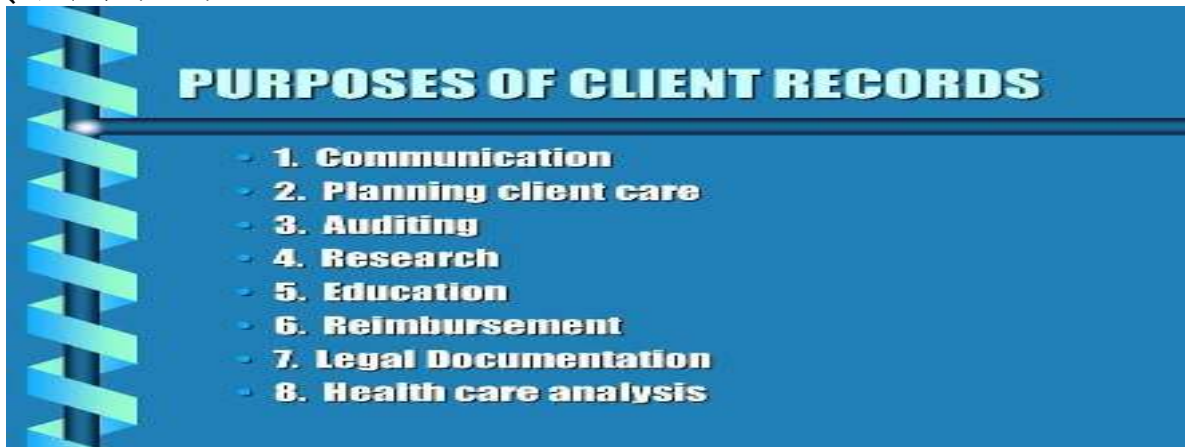 PURPOSES OF CLIENT RECORDS
1. Communication
2. Planning client care
3. Auditing
4. Research
5. Education
6. Reimbursement
7. Legal Documentation
8. Health care analysis